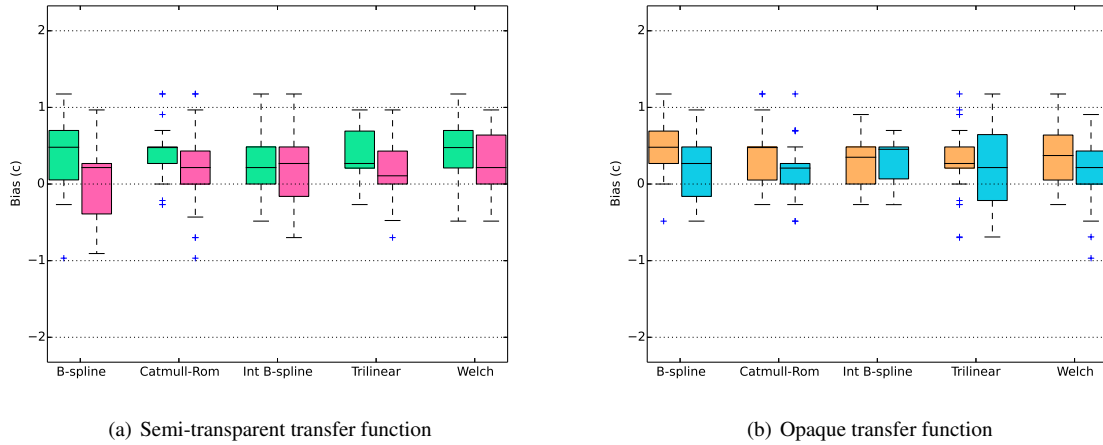 2
1
0
−1
−2
Bias (c)
B-spline Catmull-Rom Int B-spline Trilinear Welch
(a) Semi-transparent transfer function
2
1
0
−1
−2
Bias (c)
B-spline Catmull-Rom Int B-spline Trilinear Welch
(b) Opaque transfer function